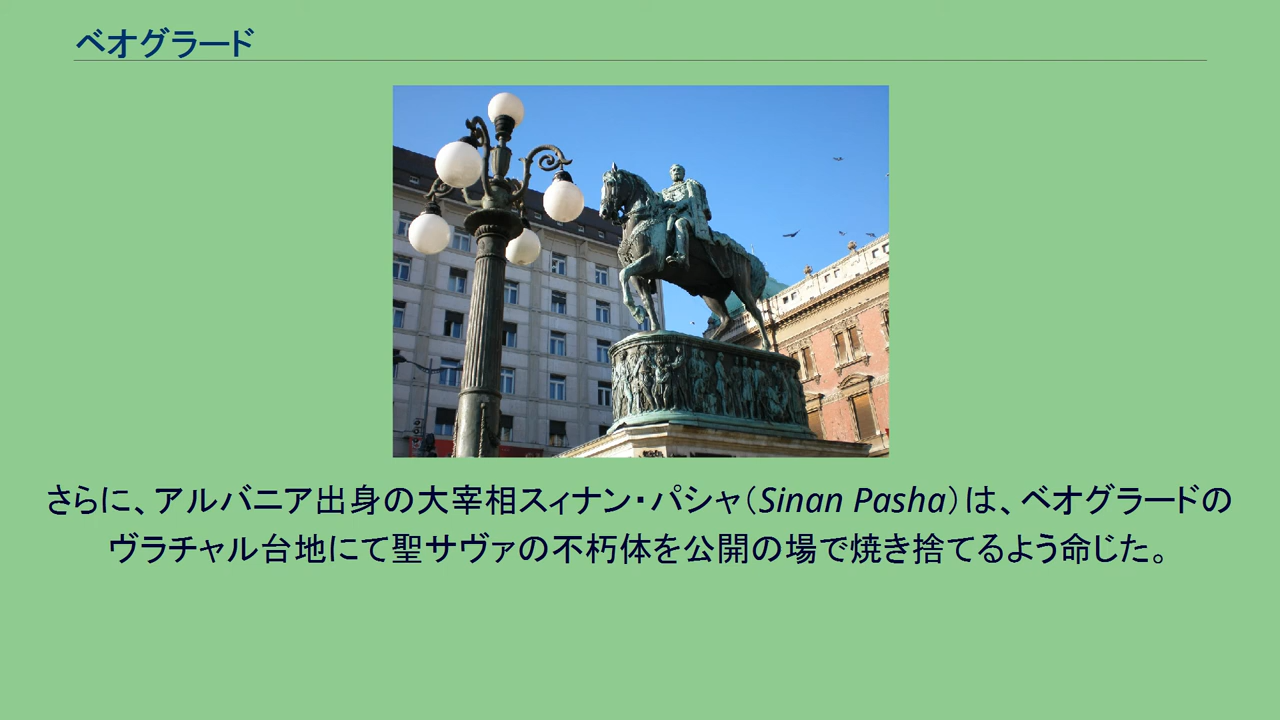 ベオグラード
さらに、アルバニア出身の大宰相スィナン・パシャ（Sinan Pasha）は、ベオグラードの
ヴラチャル台地にて聖サヴァの不朽体を公開の場で焼き捨てるよう命じた。